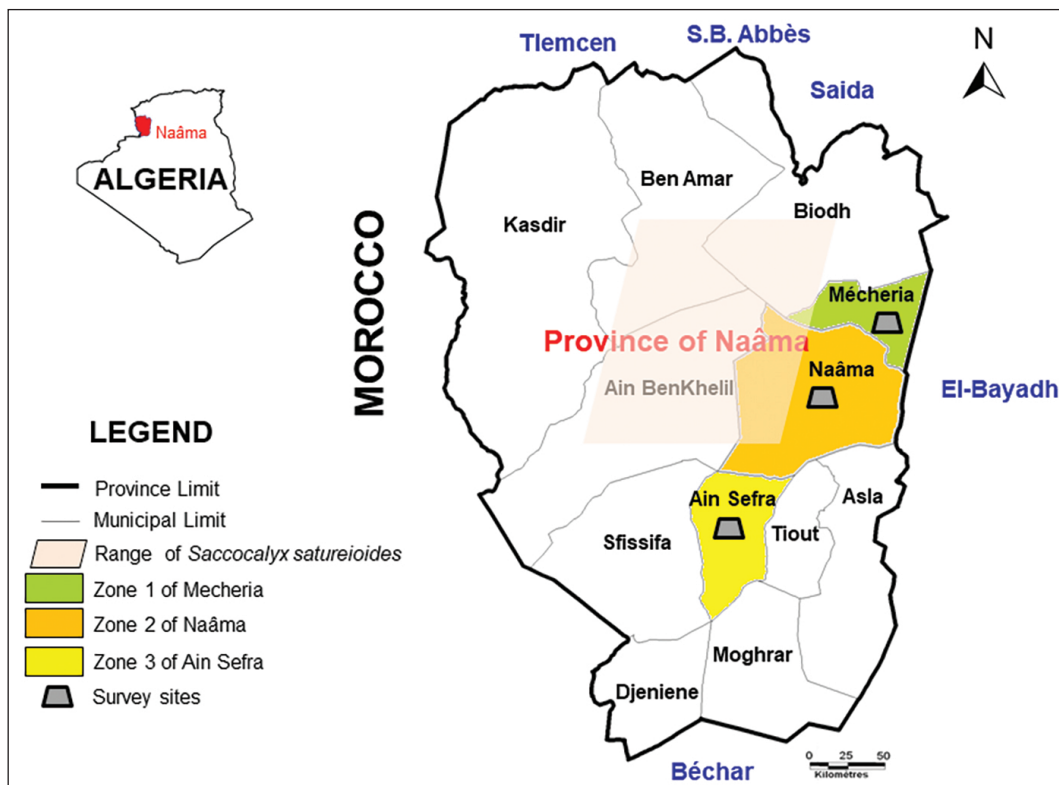 Tlemcen
S.B. Abbès
Saida
N
Naâma
ALGERIA
MOROCCO
Ben Amar
Kasdir
Biodh
Mécheria
Province of Naâma
Naâma
Ain BenKhelil
El-Bayadh
Ain Sefra
Asla
Tiout
Sfissifa
Moghrar
Djeniene
Béchar
LEGEND
Province Limit
Municipal Limit
Range of Saccocalyx satureioides
Zone 1 of Mecheria
Zone 2 of Naâma
Zone 3 of Ain Sefra
Survey sites
0 25 50
Kilométres